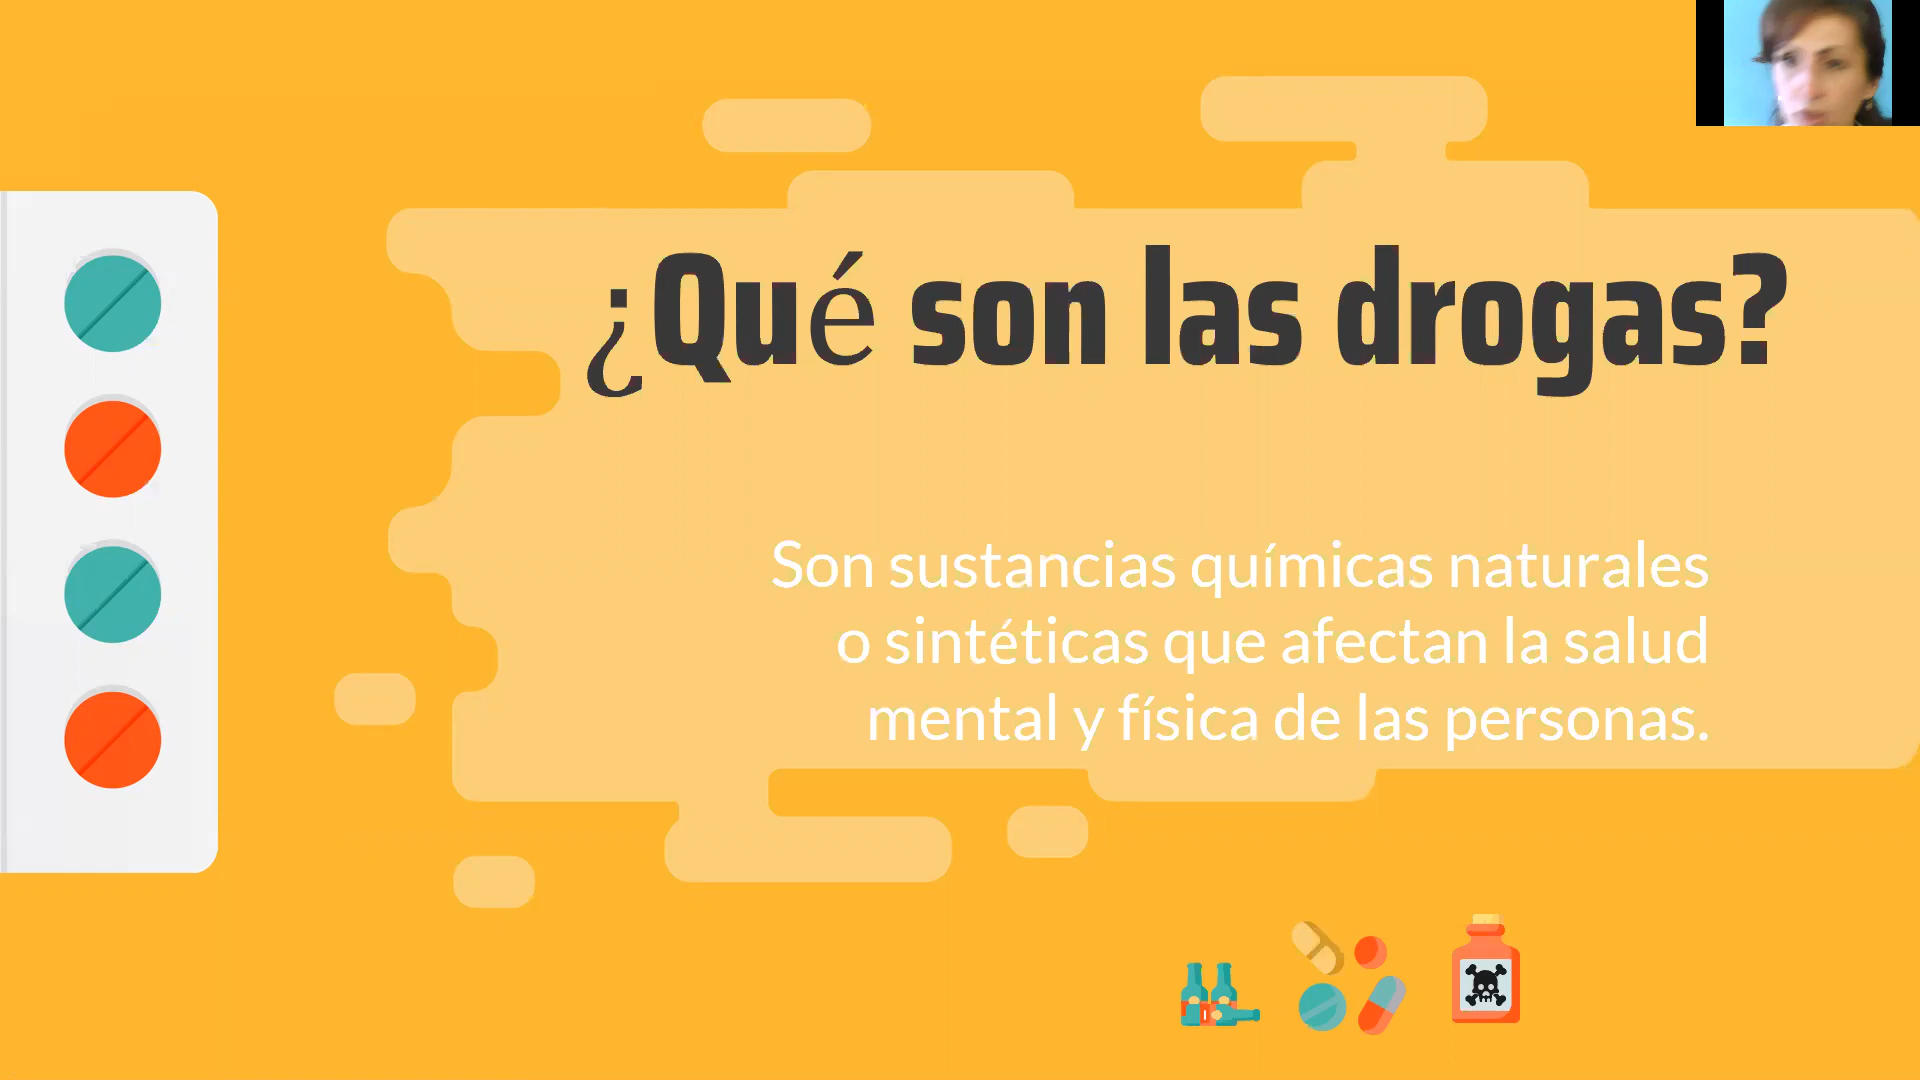 ¿Qué son las drogas?
Son sustancias químicas naturales
o sintéticas que afectan la salud
mental y física de las personas.